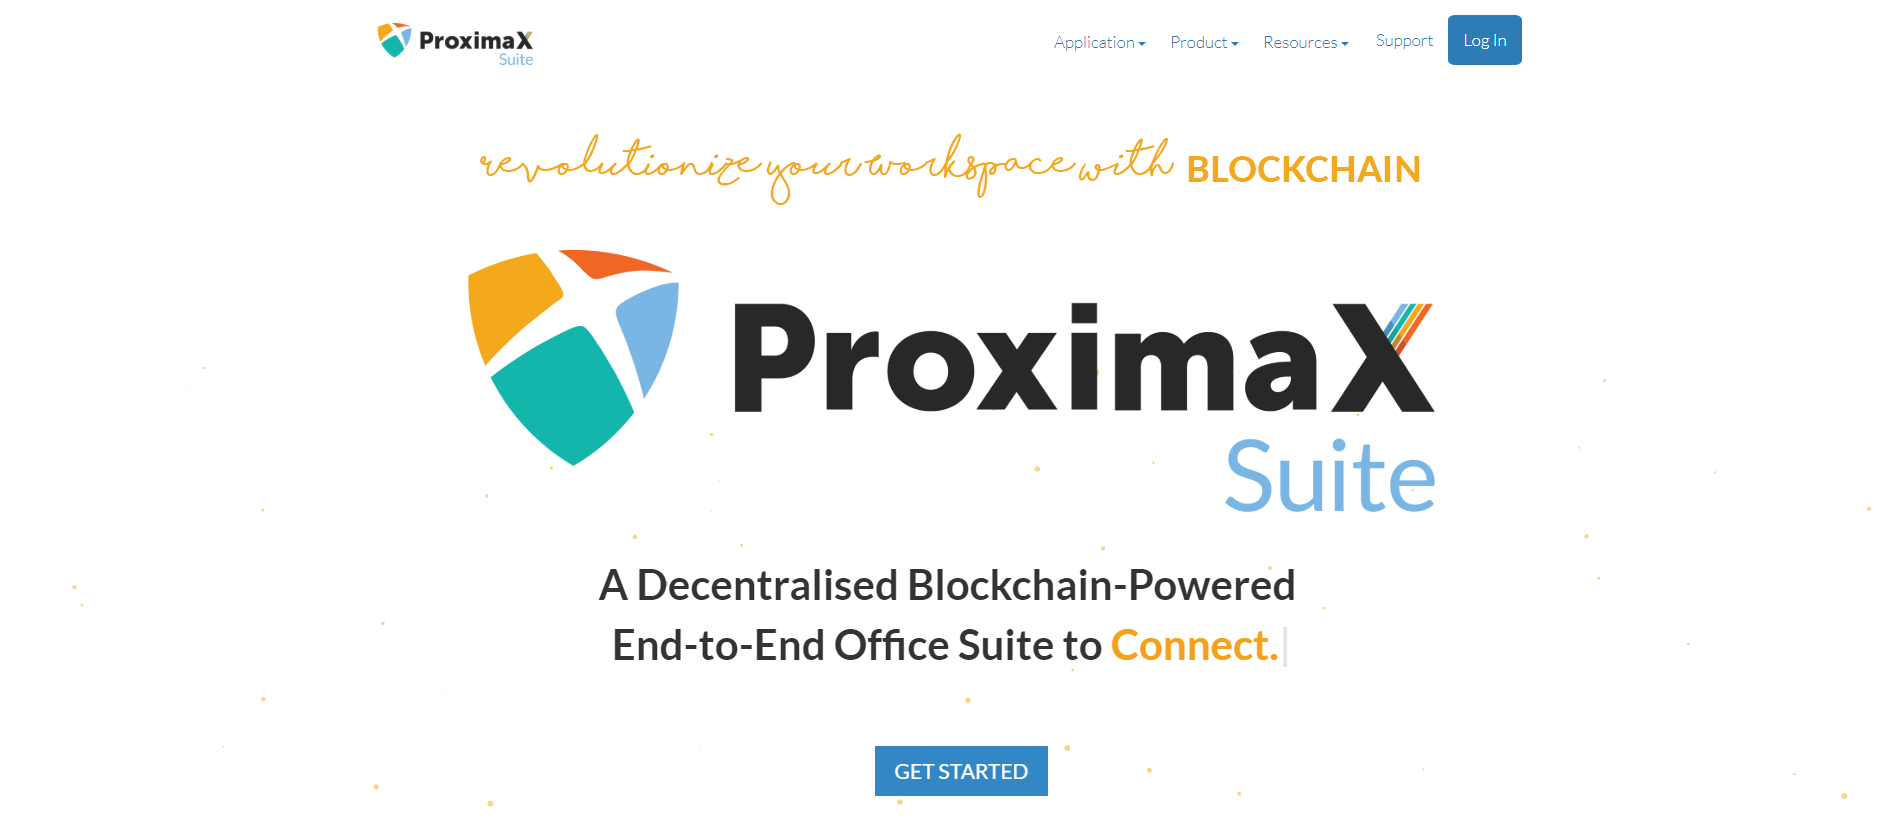 ProximaX
Suite
Application Product Resources Support Log In
revolutionize your workspace with BLOCKCHAIN
ProximaX
Suite
A Decentralised Blockchain-Powered
End-to-End Office Suite to Connect.
GET STARTED